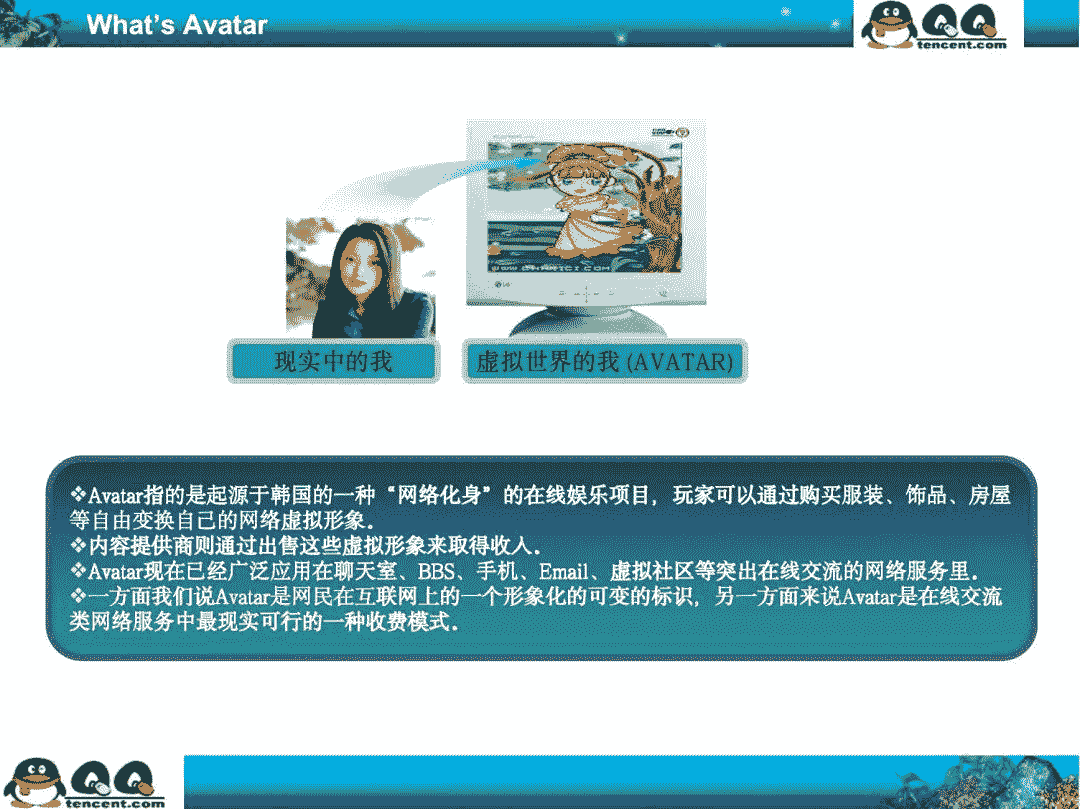 What's Avatar
QQ
tencent.com
现实中的我
虚拟世界的我 (AVATAR)
❖Avatar指的是起源于韩国的一种“网络化身”的在线娱乐项目，玩家可以通过购买服装、饰品、房屋
等自由变换自己的网络虚拟形象．
❖内容提供商则通过出售这些虚拟形象来取得收入．
❖Avatar现在已经广泛应用在聊天室、BBS、手机、Email、虚拟社区等突出在线交流的网络服务里．
❖一方面我们说Avatar是网民在互联网上的一个形象化的可变的标识，另一方面来说Avatar是在线交流
类网络服务中最现实可行的一种收费模式．
QQ
tencent.com